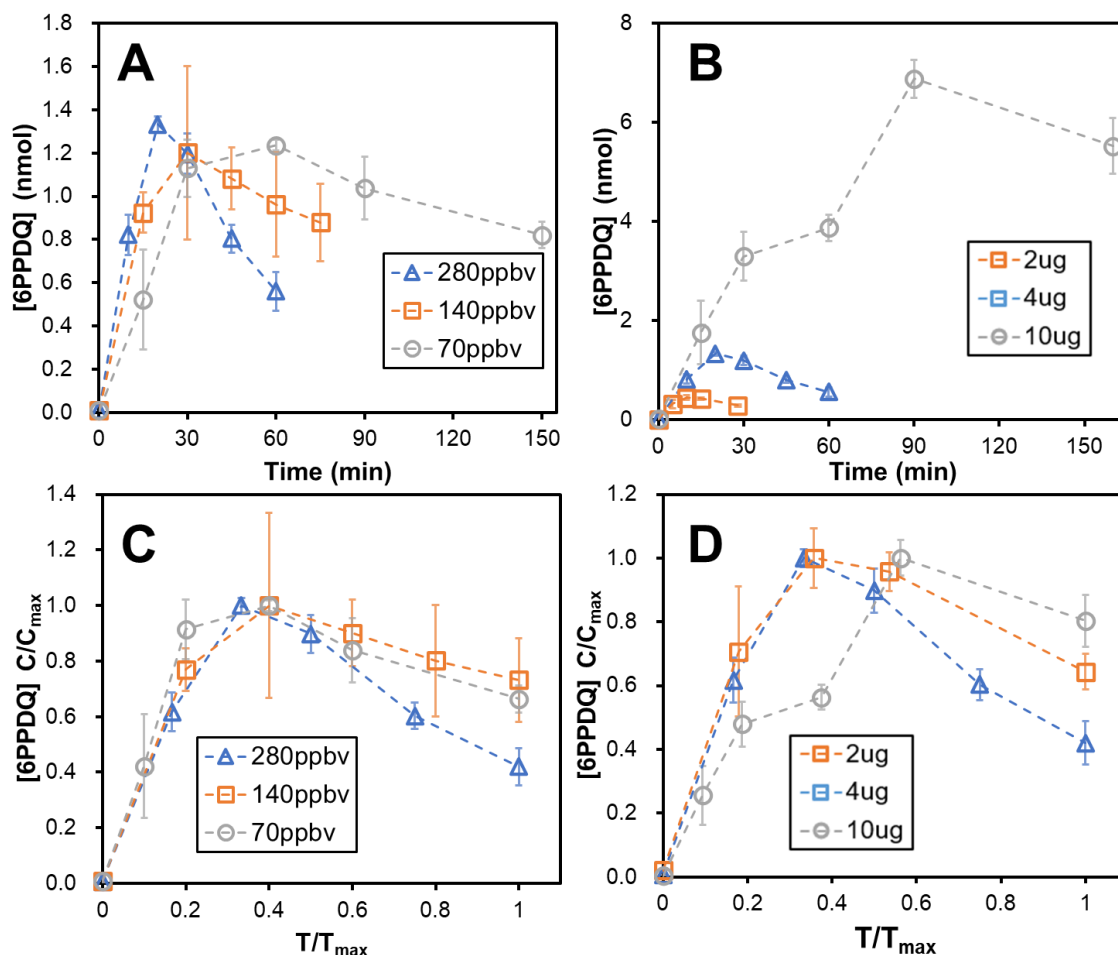 A
[6PPDQ] (nmol)
1.8
1.6
1.4
1.2
1.0
0.8
0.6
0.4
0.2
0.0
0 30 60 90 120 150
Time (min)
280ppbv
140ppbv
70ppbv
B
[6PPDQ] (nmol)
8
6
4
2
0
0 30 60 90 120 150
Time (min)
2ug
4ug
10ug
C
[6PPDQ] C/Cmax
1.4
1.2
1.0
0.8
0.6
0.4
0.2
0.0
0 0.2 0.4 0.6 0.8 1
T/Tmax
280ppbv
140ppbv
70ppbv
D
[6PPDQ] C/Cmax
1.2
1.0
0.8
0.6
0.4
0.2
0.0
0 0.2 0.4 0.6 0.8 1
T/Tmax
2ug
4ug
10ug